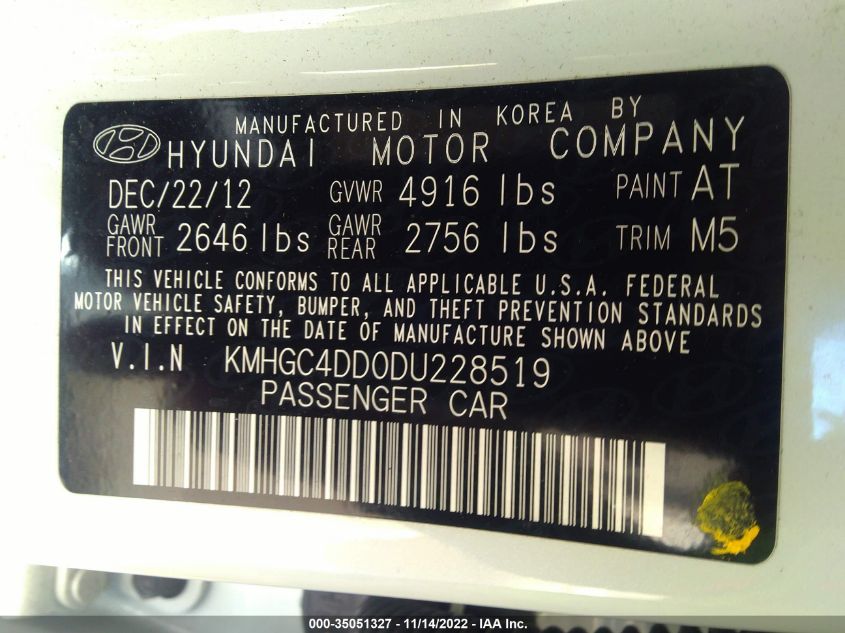 MANUFACTURED IN KOREA BY
HYUNDAI MOTOR COMPANY
DEC/22/12 GVWR 4916 lbs PAINT AT
GAWR FRONT 2646 lbs GAWR REAR 2756 lbs TRIM M5
THIS VEHICLE CONFORMS TO ALL APPLICABLE U.S.A. FEDERAL
MOTOR VEHICLE SAFETY, BUMPER, AND THEFT PREVENTION STANDARDS
IN EFFECT ON THE DATE OF MANUFACTURE SHOWN ABOVE
V.I.N KMHGC4DD0DU228519
PASSENGER CAR
000-35051327 - 11/14/2022 - IAA Inc.